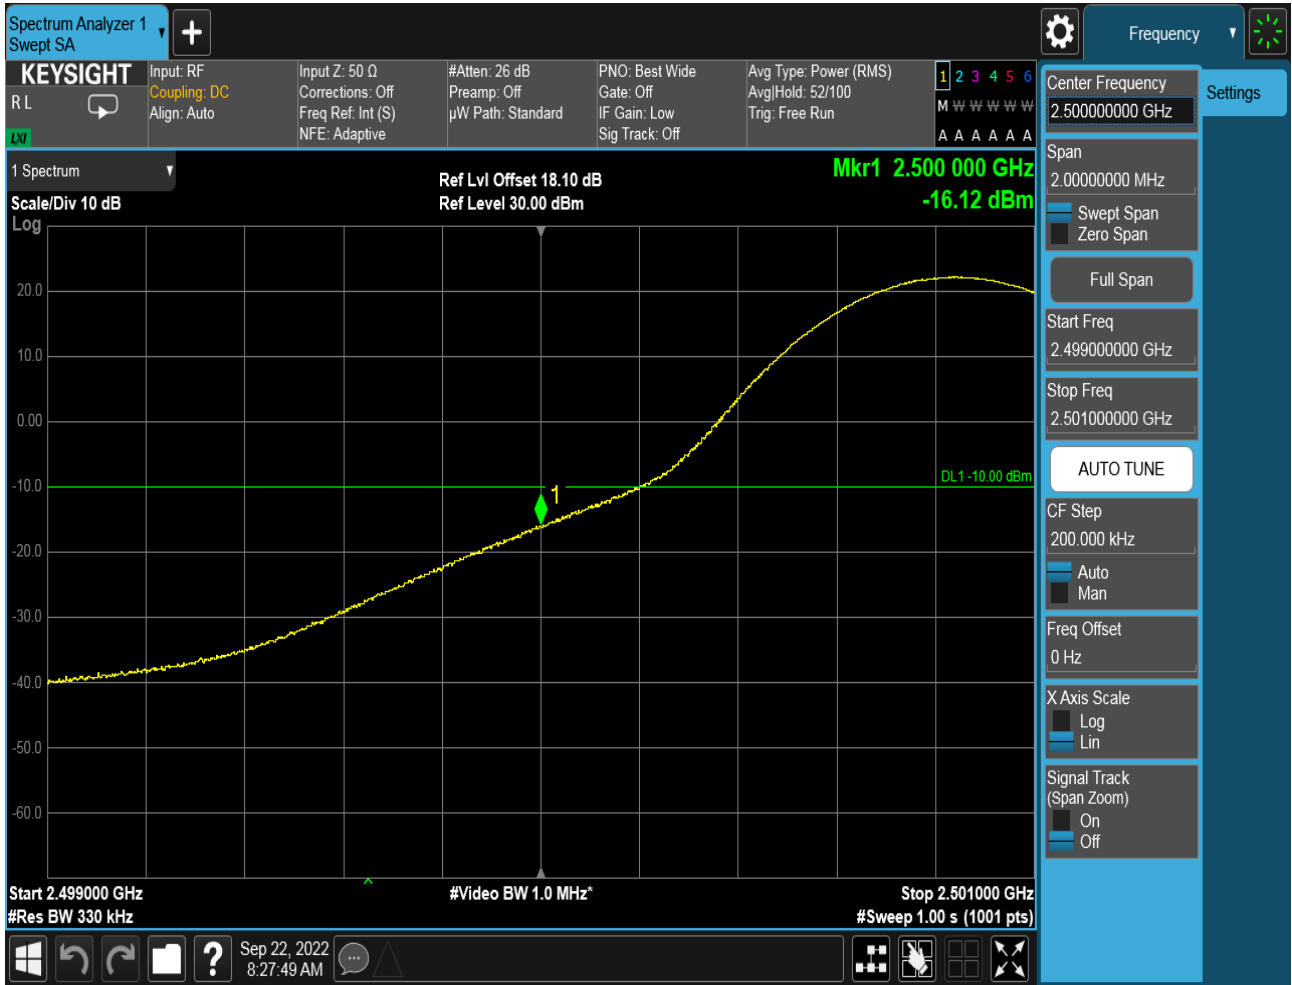 Spectrum Analyzer 1
Swept SA
Frequency
KEYSIGHT
R L
LXI
Input: RF
Coupling: DC
Align: Auto
Input Z: 50 Ω
Corrections: Off
Freq Ref: Int (S)
NFE: Adaptive
#Atten: 26 dB
Preamp: Off
µW Path: Standard
PNO: Best Wide
Gate: Off
IF Gain: Low
Sig Track: Off
Avg Type: Power (RMS)
Avg|Hold: 52/100
Trig: Free Run
1 2 3 4 5 6
M W W W W W
A A A A A A
1 Spectrum
Scale/Div 10 dB
Log
Ref Lvl Offset 18.10 dB
Ref Level 30.00 dBm
Mkr1 2.500 000 GHz
-16.12 dBm
20.0
10.0
0.00
-10.0
-20.0
-30.0
-40.0
-50.0
-60.0
DL1 -10.00 dBm
1
Start 2.499000 GHz
#Res BW 330 kHz
#Video BW 1.0 MHz*
Stop 2.501000 GHz
#Sweep 1.00 s (1001 pts)
Center Frequency
2.500000000 GHz
Settings
Span
2.00000000 MHz
Swept Span
Zero Span
Full Span
Start Freq
2.499000000 GHz
Stop Freq
2.501000000 GHz
AUTO TUNE
CF Step
200.000 kHz
Auto
Man
Freq Offset
0 Hz
X Axis Scale
Log
Lin
Signal Track
(Span Zoom)
On
Off
?
Sep 22, 2022
8:27:49 AM